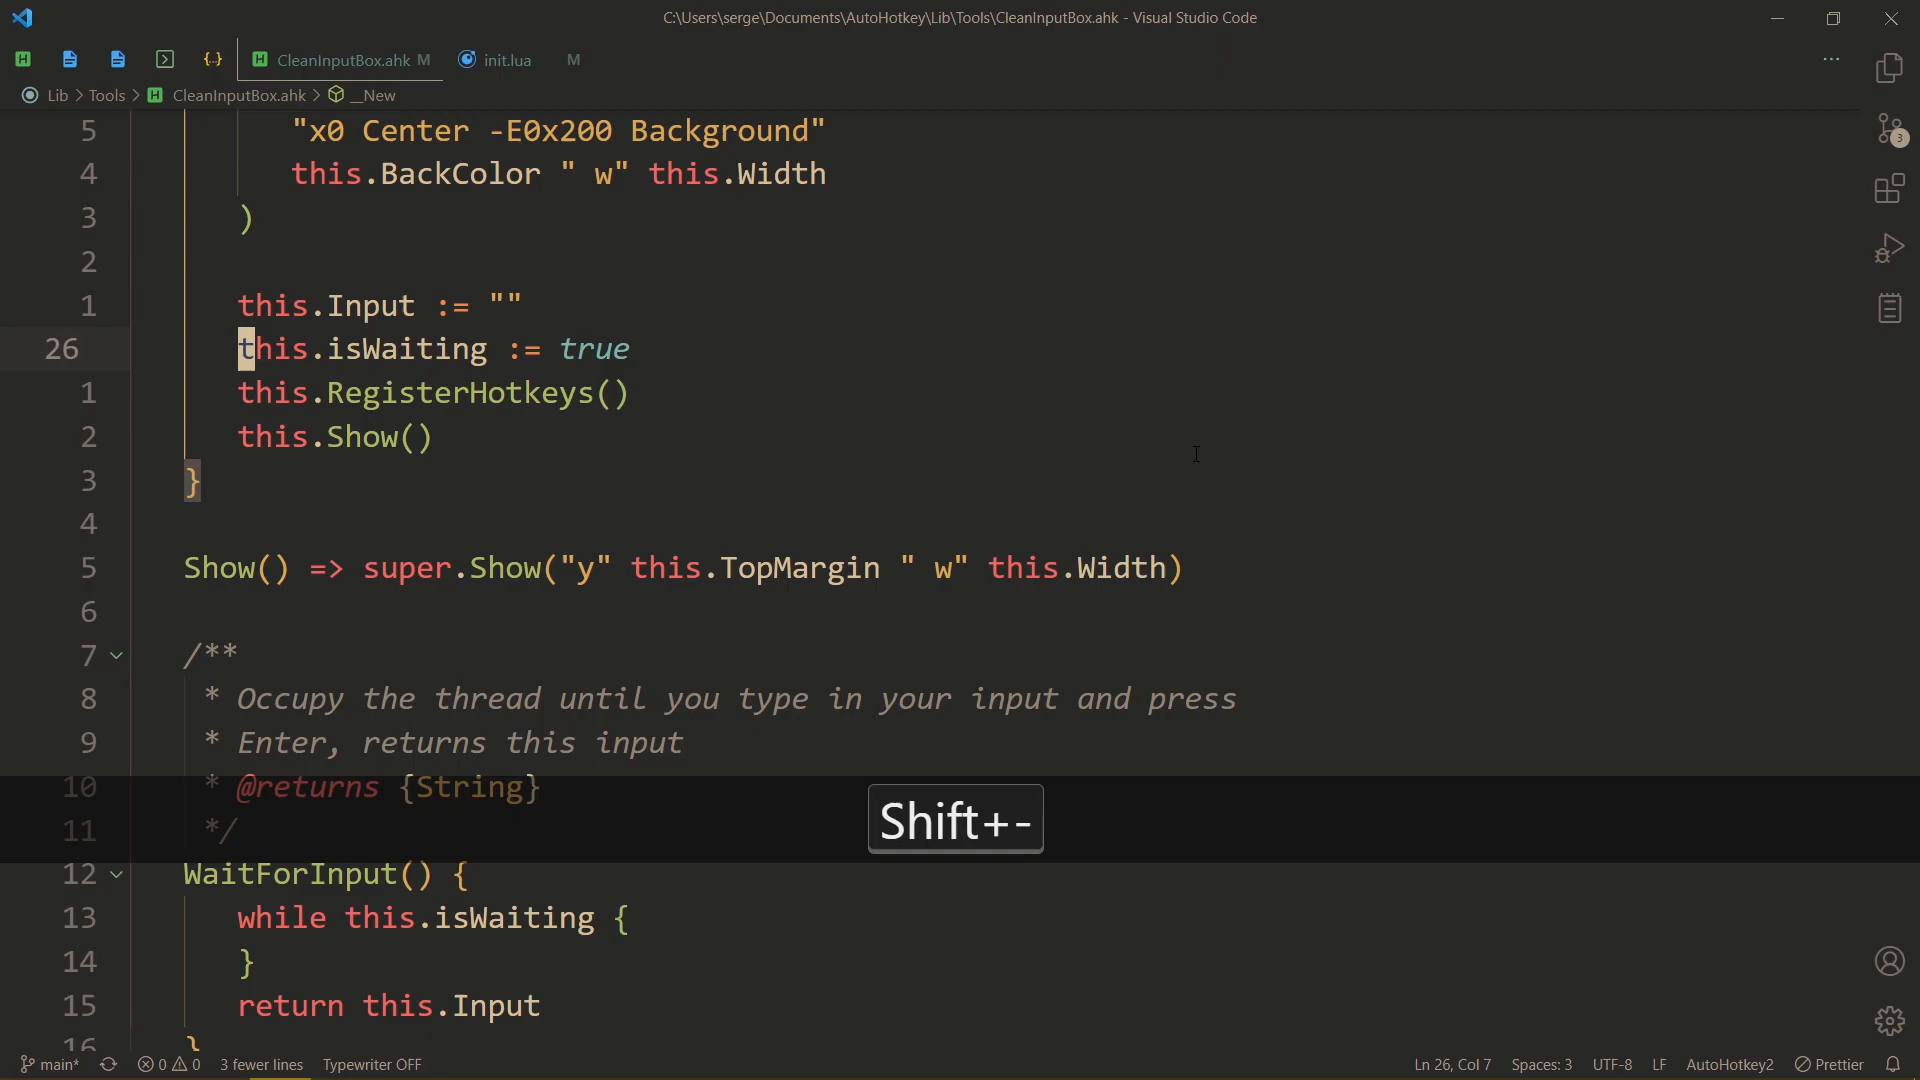 C:\Users\serge\Documents\AutoHotkey\Lib\Tools\CleanInputBox.ahk - Visual Studio Code
CleanInputBox.ahk M init.lua M
Lib > Tools > CleanInputBox.ahk > __New
5 "x0 Center -E0x200 Background"
4 this.BackColor " w" this.Width
3 )
2
1 this.Input := ""
26 this.isWaiting := true
1 this.RegisterHotkeys()
2 this.Show()
3 }
4
5 Show() => super.Show("y" this.TopMargin " w" this.Width)
6
7 /**
8 * Occupy the thread until you type in your input and press
9 * Enter, returns this input
10 * @returns {String}
11 */
Shift+-
12 WaitForInput() {
13 while this.isWaiting {
14 }
15 return this.Input
16 }
main* 0 0 3 fewer lines Typewriter OFF Ln 26, Col 7 Spaces: 3 UTF-8 LF AutoHotkey2 Prettier
3